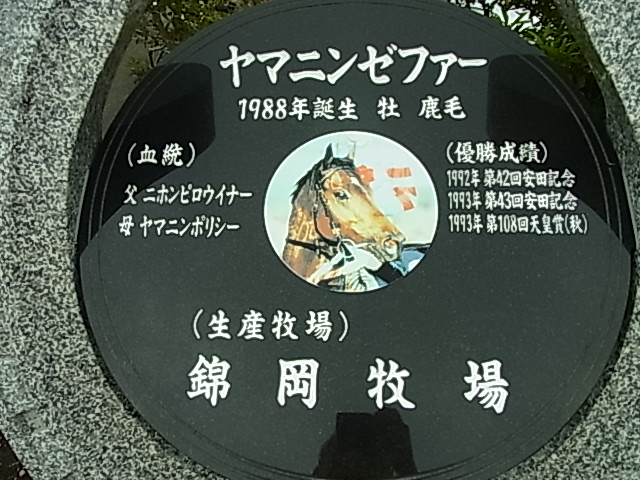 ヤマニンゼファー
1988年誕生 牡 鹿毛
(血統)
父 ニホンピロウイナー
母 ヤマニンポリシー
(優勝成績)
1992年 第42回安田記念
1993年 第43回安田記念
1993年 第108回天皇賞(秋)
(生産牧場)
錦岡牧場